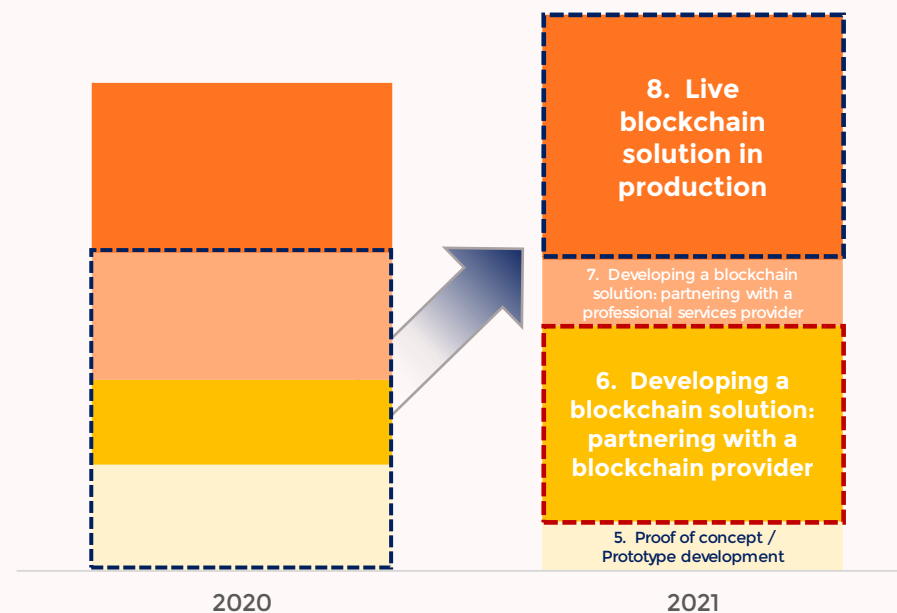 8. Live
blockchain
solution in
production
7. Developing a blockchain
solution: partnering with a
professional services provider
6. Developing a
blockchain solution:
partnering with a
blockchain provider
5. Proof of concept /
Prototype development
2020
2021